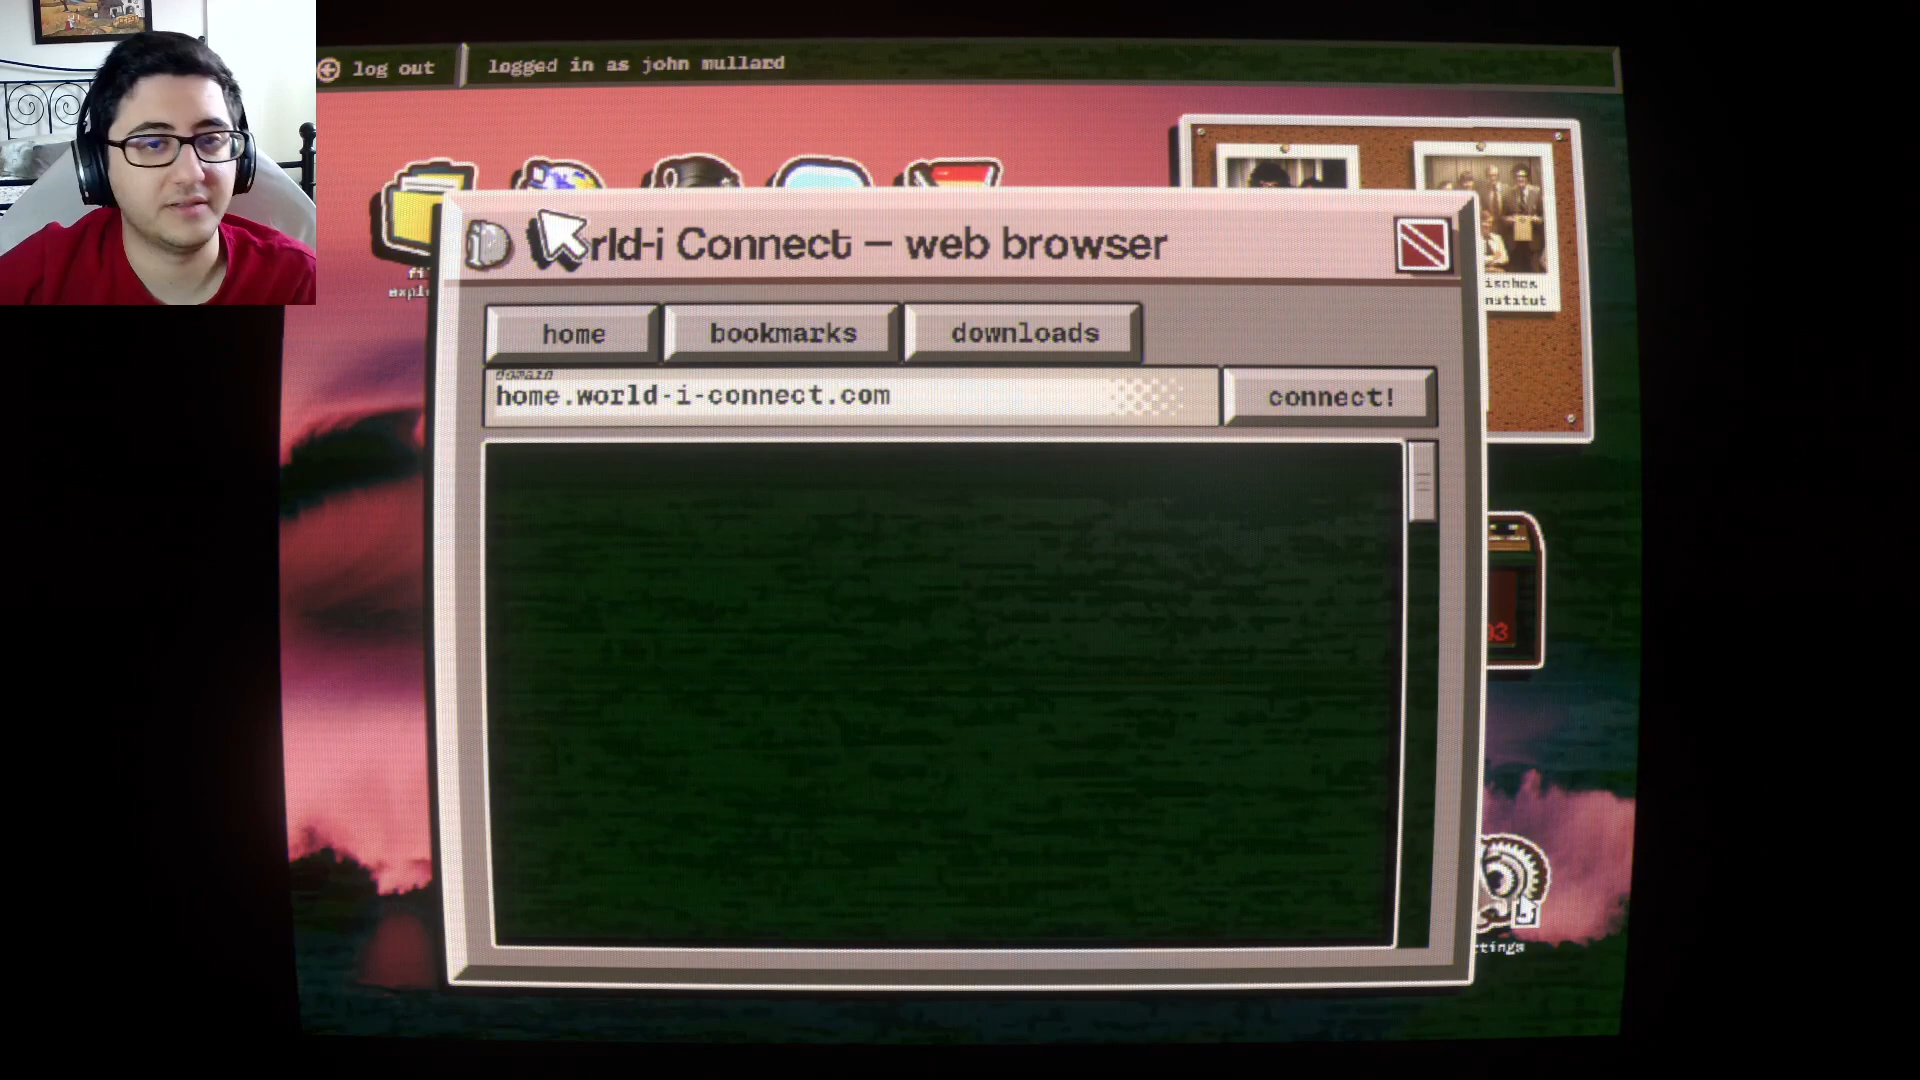 log out
logged in as john mullard
rld-i Connect – web browser
home
bookmarks
downloads
domain
home.world-i-connect.com
connect!